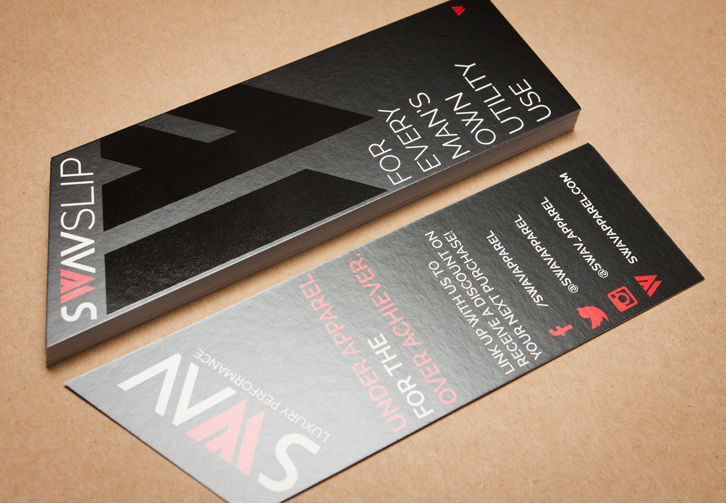 SWAVSLIP
FOR
EVERY
MAN'S
OWN
UTILITY
USE
SWAV
LUXURY PERFORMANCE
UNDER APPAREL
FOR THE
OVER ACHIEVER
LINK UP WITH US TO
RECEIVE A DISCOUNT ON
YOUR NEXT PURCHASE!
/SWAVAPPAREL
@SWAVAPPAREL
@SWAV_APPAREL
SWAVAPPAREL.COM